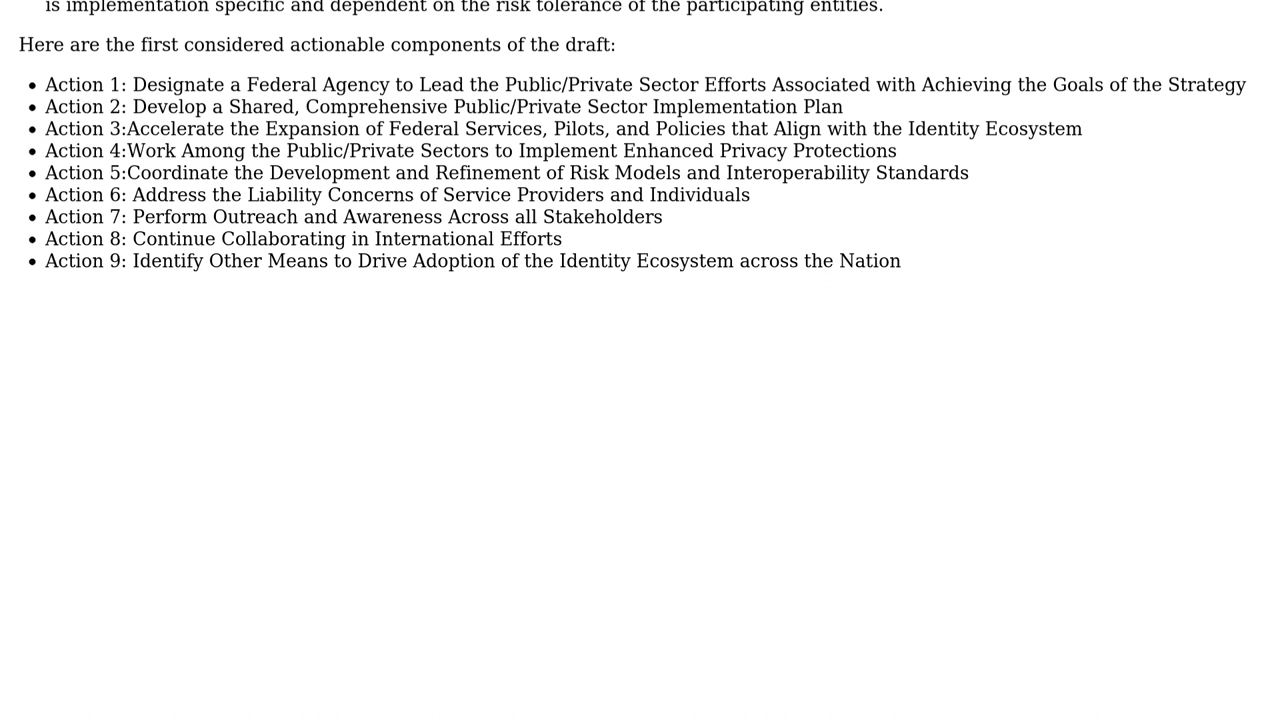 is implementation specific and dependent on the risk tolerance of the participating entities.
Here are the first considered actionable components of the draft:
• Action 1: Designate a Federal Agency to Lead the Public/Private Sector Efforts Associated with Achieving the Goals of the Strategy
• Action 2: Develop a Shared, Comprehensive Public/Private Sector Implementation Plan
• Action 3:Accelerate the Expansion of Federal Services, Pilots, and Policies that Align with the Identity Ecosystem
• Action 4:Work Among the Public/Private Sectors to Implement Enhanced Privacy Protections
• Action 5:Coordinate the Development and Refinement of Risk Models and Interoperability Standards
• Action 6: Address the Liability Concerns of Service Providers and Individuals
• Action 7: Perform Outreach and Awareness Across all Stakeholders
• Action 8: Continue Collaborating in International Efforts
• Action 9: Identify Other Means to Drive Adoption of the Identity Ecosystem across the Nation